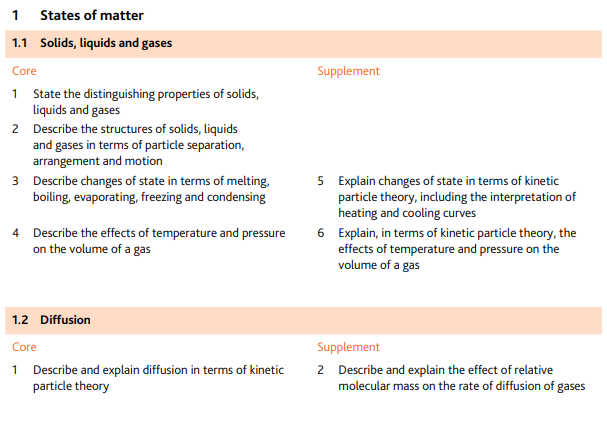 1 States of matter
1.1 Solids, liquids and gases
Core
Supplement
1 State the distinguishing properties of solids,
liquids and gases
2 Describe the structures of solids, liquids
and gases in terms of particle separation,
arrangement and motion
3 Describe changes of state in terms of melting,
boiling, evaporating, freezing and condensing
5 Explain changes of state in terms of kinetic
particle theory, including the interpretation of
heating and cooling curves
4 Describe the effects of temperature and pressure
on the volume of a gas
6 Explain, in terms of kinetic particle theory, the
effects of temperature and pressure on the
volume of a gas
1.2 Diffusion
Core
Supplement
1 Describe and explain diffusion in terms of kinetic
particle theory
2 Describe and explain the effect of relative
molecular mass on the rate of diffusion of gases